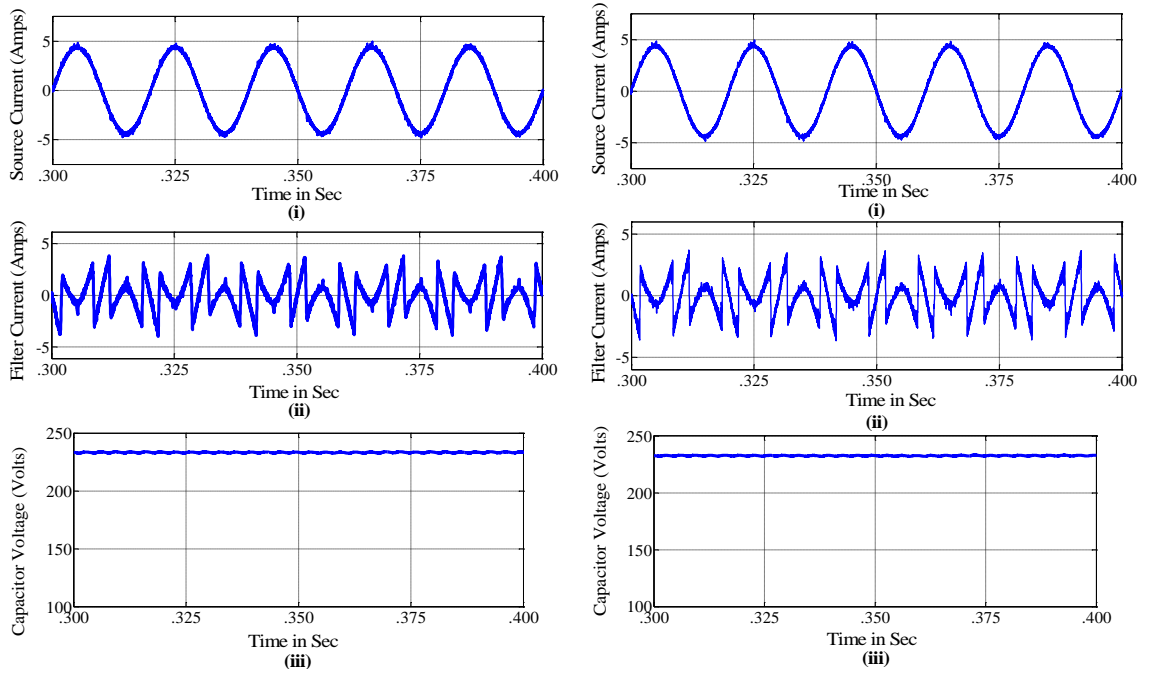 Source Current (Amps)
5
0
-5
.300
.325
.350
.375
.400
Time in Sec
(i)
Filter Current (Amps)
5
0
-5
.300
.325
.350
.375
.400
Time in Sec
(ii)
Capacitor Voltage (Volts)
250
200
150
100
.300
.325
.350
.375
.400
Time in Sec
(iii)
Source Current (Amps)
5
0
-5
.300
.325
.350
.375
.400
Time in Sec
(i)
Filter Current (Amps)
5
0
-5
.300
.325
.350
.375
.400
Time in Sec
(ii)
Capacitor Voltage (Volts)
250
200
150
100
.300
.325
.350
.375
.400
Time in Sec
(iii)